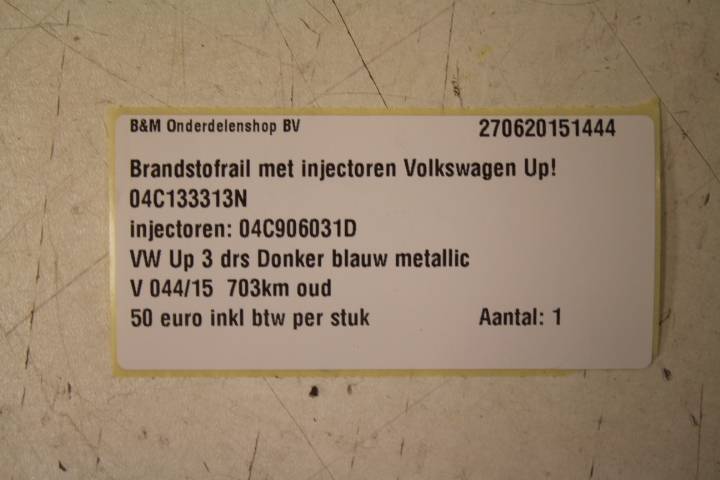 B&M Onderdelenshop BV 270620151444
Brandstofrail met injectoren Volkswagen Up!
04C133313N
injectoren: 04C906031D
VW Up 3 drs Donker blauw metallic
V 044/15 703km oud
50 euro inkl btw per stuk Aantal: 1